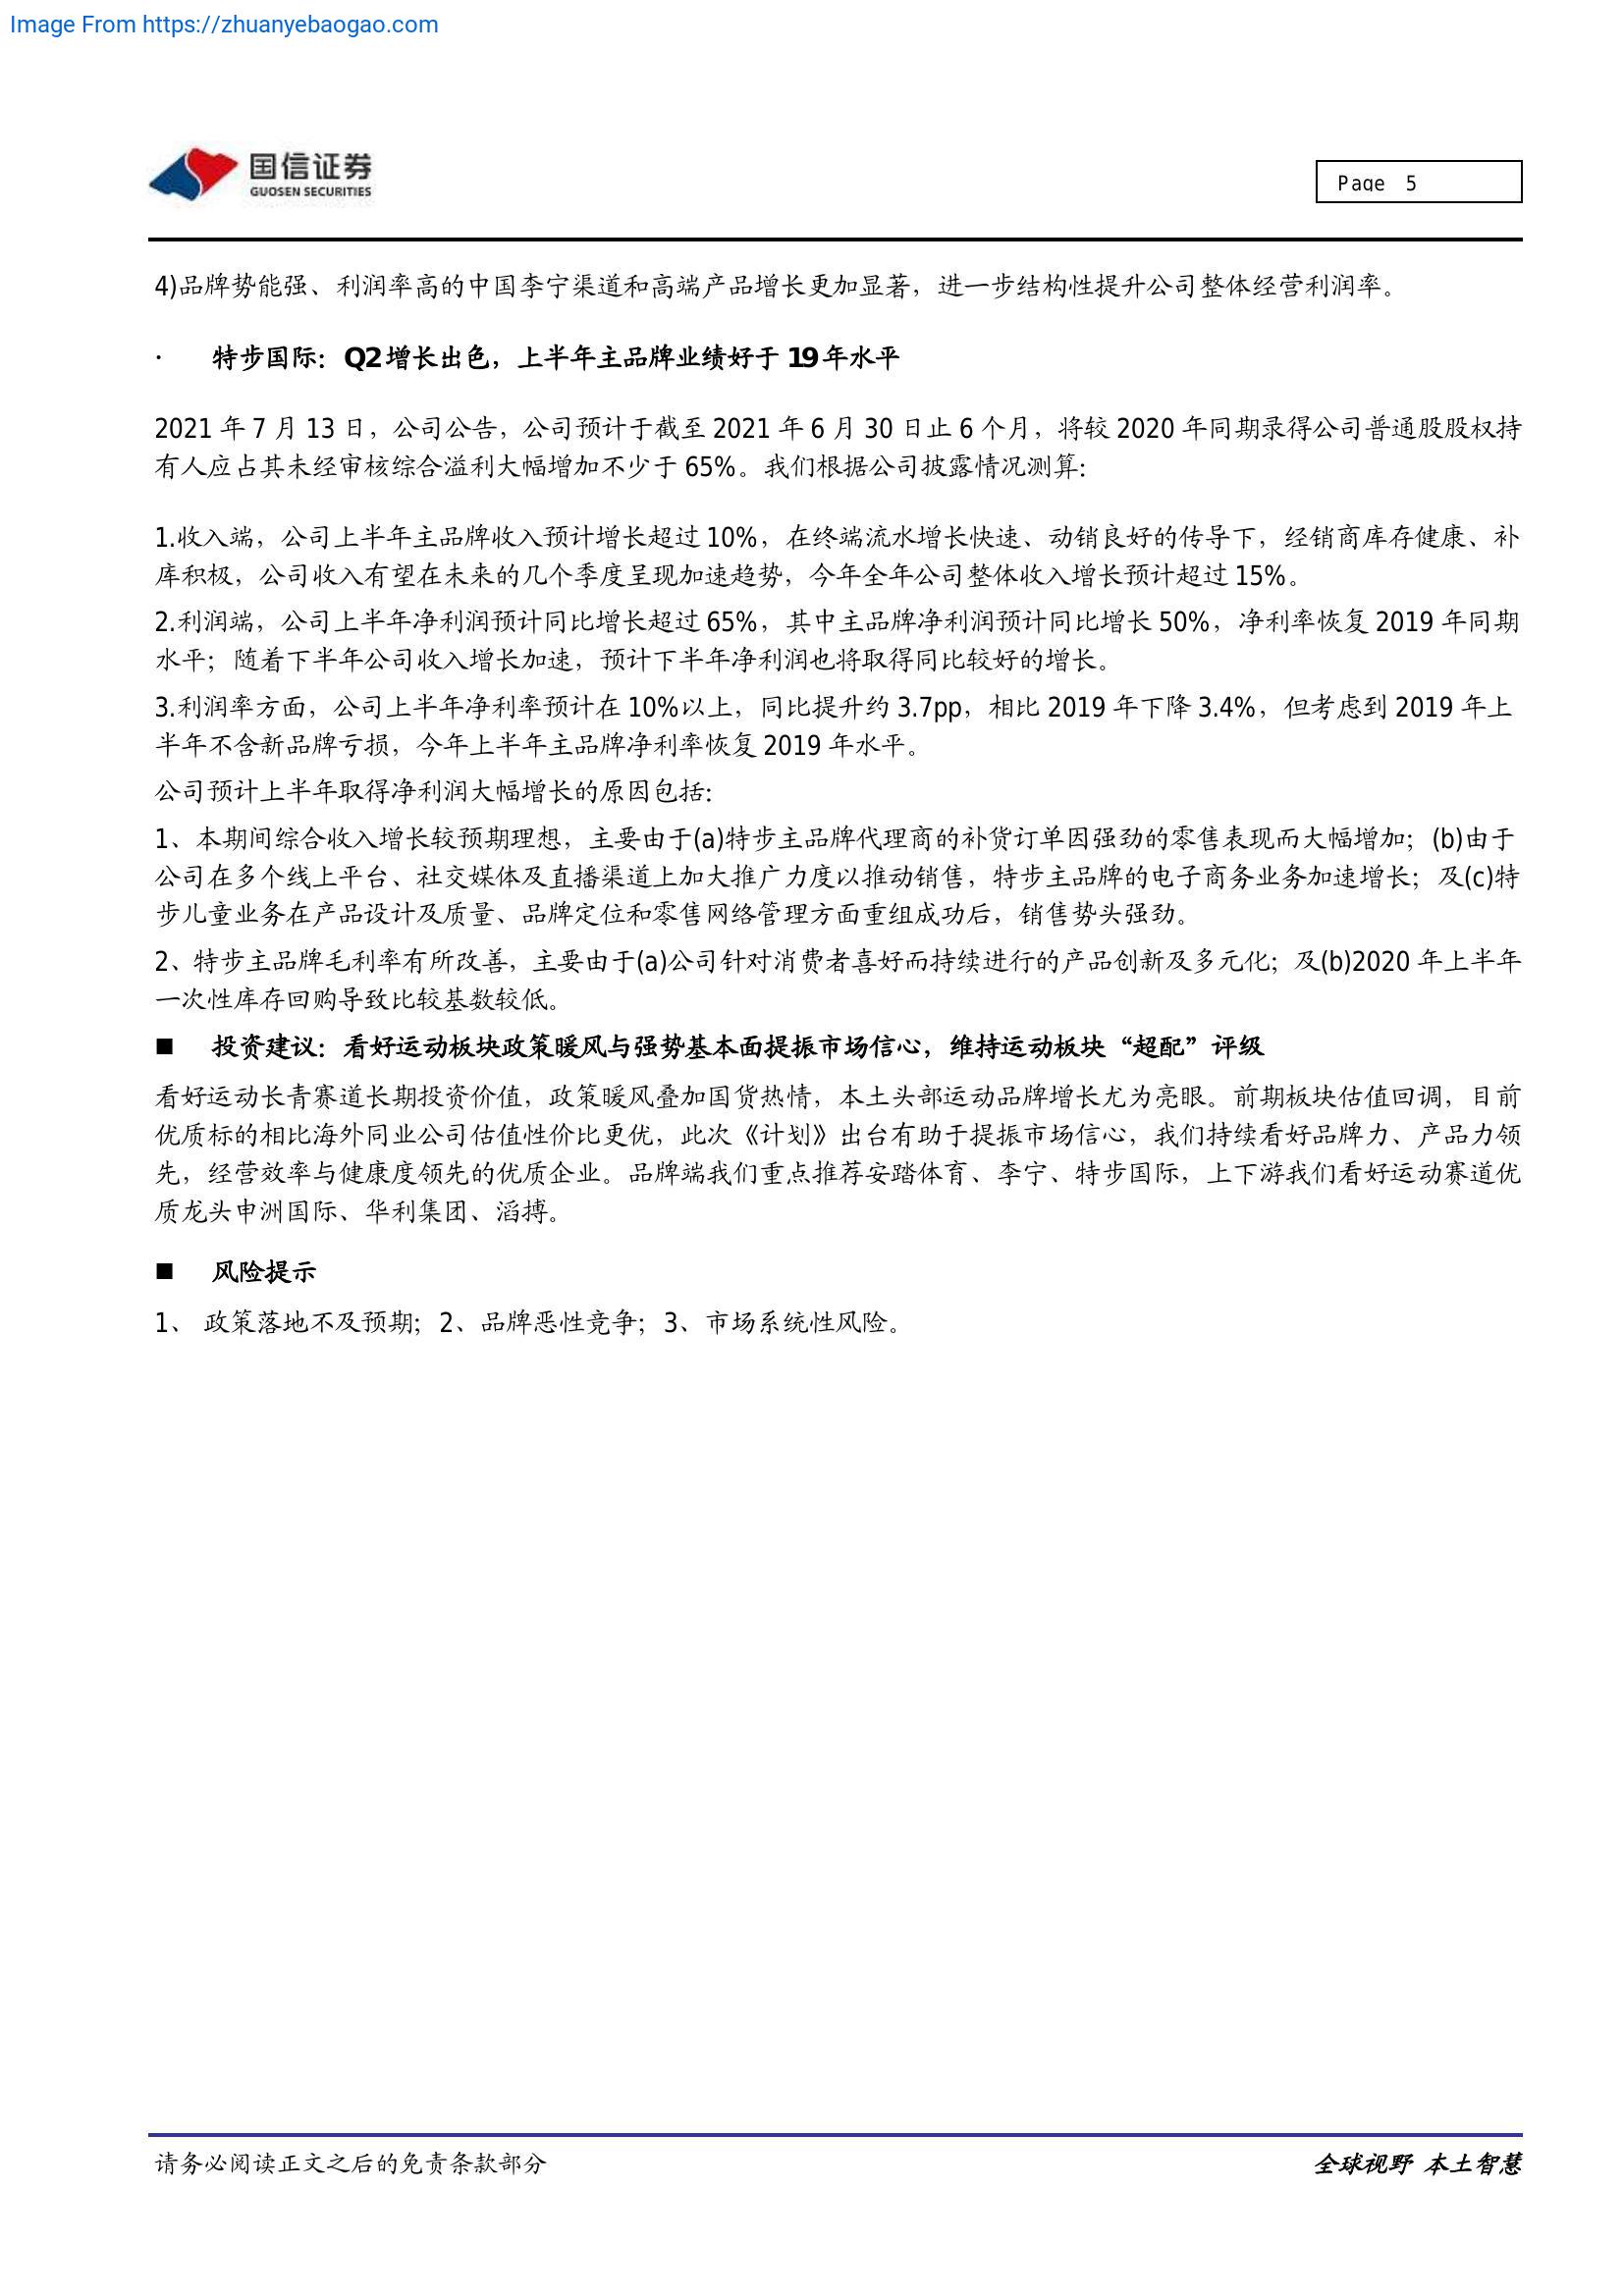 Image From https://zhuanyebaogao.com
国信证券
GUOSEN SECURITIES
Page 5
4)品牌势能强、利润率高的中国李宁渠道和高端产品增长更加显著，进一步结构性提升公司整体经营利润率。
· 特步国际：Q2增长出色，上半年主品牌业绩好于 19年水平
2021 年 7 月 13 日，公司公告，公司预计于截至 2021 年 6 月 30 日止 6 个月，将较 2020 年同期录得公司普通股股权持
有人应占其未经审核综合溢利大幅增加不少于 65%。我们根据公司披露情况测算：
1.收入端，公司上半年主品牌收入预计增长超过 10%，在终端流水增长快速、动销良好的传导下，经销商库存健康、补
库积极，公司收入有望在未来的几个季度呈现加速趋势，今年全年公司整体收入增长预计超过 15%。
2.利润端，公司上半年净利润预计同比增长超过 65%，其中主品牌净利润预计同比增长 50%，净利率恢复 2019 年同期
水平；随着下半年公司收入增长加速，预计下半年净利润也将取得同比较好的增长。
3.利润率方面，公司上半年净利率预计在 10%以上，同比提升约 3.7pp，相比 2019 年下降 3.4%，但考虑到 2019 年上
半年不含新品牌亏损，今年上半年主品牌净利率恢复 2019 年水平。
公司预计上半年取得净利润大幅增长的原因包括：
1、本期间综合收入增长较预期理想，主要由于(a)特步主品牌代理商的补货订单因强劲的零售表现而大幅增加；(b)由于
公司在多个线上平台、社交媒体及直播渠道上加大推广力度以推动销售，特步主品牌的电子商务业务加速增长；及(c)特
步儿童业务在产品设计及质量、品牌定位和零售网络管理方面重组成功后，销售势头强劲。
2、特步主品牌毛利率有所改善，主要由于(a)公司针对消费者喜好而持续进行的产品创新及多元化；及(b)2020 年上半年
一次性库存回购导致比较基数较低。
■ 投资建议：看好运动板块政策暖风与强势基本面提振市场信心，维持运动板块“超配”评级
看好运动长青赛道长期投资价值，政策暖风叠加国货热情，本土头部运动品牌增长尤为亮眼。前期板块估值回调，目前
优质标的相比海外同业公司估值性价比更优，此次《计划》出台有助于提振市场信心，我们持续看好品牌力、产品力领
先，经营效率与健康度领先的优质企业。品牌端我们重点推荐安踏体育、李宁、特步国际，上下游我们看好运动赛道优
质龙头申洲国际、华利集团、滔搏。
■ 风险提示
1、 政策落地不及预期；2、品牌恶性竞争；3、市场系统性风险。
请务必阅读正文之后的免责条款部分
全球视野 本土智慧